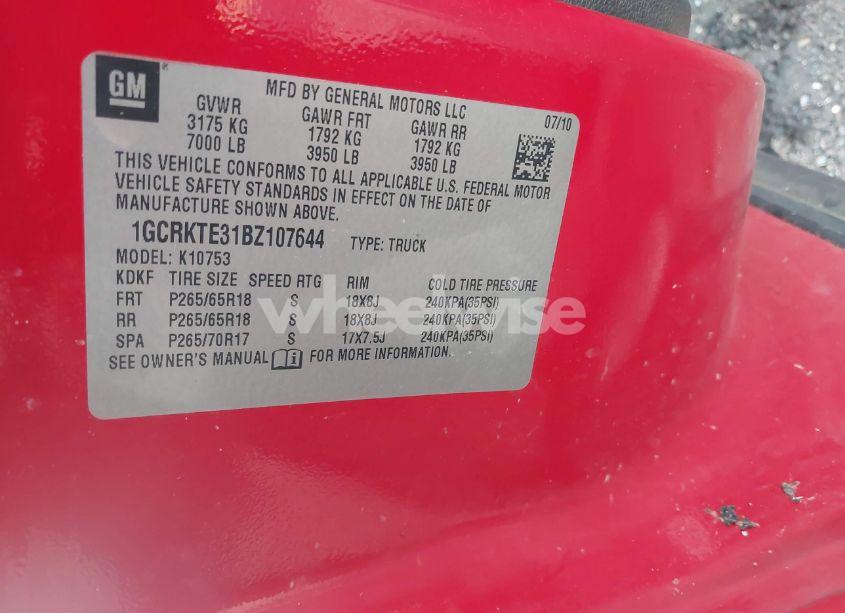 GM
MFD BY GENERAL MOTORS LLC
07/10
GVWR GAWR FRT GAWR RR
3175 KG 1792 KG 1792 KG
7000 LB 3950 LB 3950 LB
THIS VEHICLE CONFORMS TO ALL APPLICABLE U.S. FEDERAL MOTOR
VEHICLE SAFETY STANDARDS IN EFFECT ON THE DATE OF
MANUFACTURE SHOWN ABOVE.
1GCRKTE31BZ107644 TYPE: TRUCK
MODEL: K10753
KDKF TIRE SIZE SPEED RTG RIM COLD TIRE PRESSURE
FRT P265/65R18 S 18X8J 240KPA(35PSI)
RR P265/65R18 S 18X8J 240KPA(35PSI)
SPA P265/70R17 S 17X7.5J 240KPA(35PSI)
SEE OWNER'S MANUAL FOR MORE INFORMATION.
wheelwise